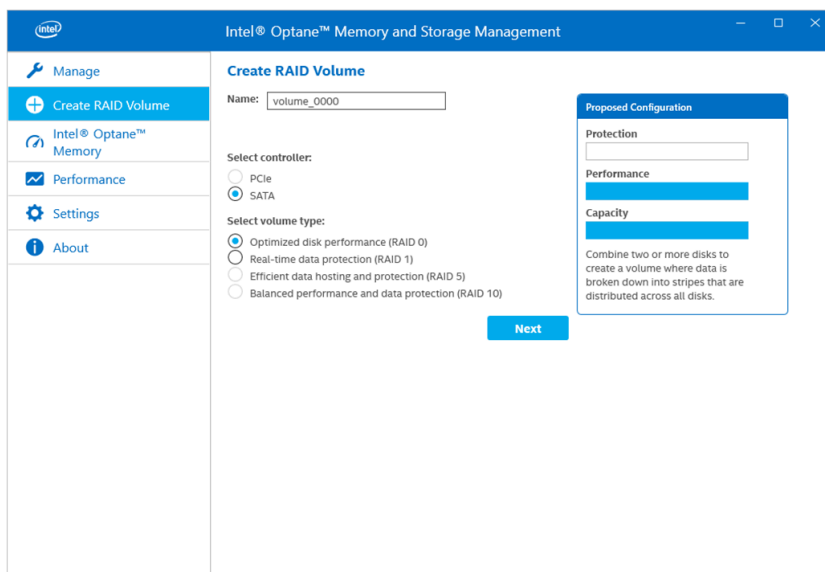 intel
Intel® Optane™ Memory and Storage Management
Manage
Create RAID Volume
Intel® Optane™
Memory
Performance
Settings
About
Create RAID Volume
Name: volume_0000
Select controller:
PCIe
SATA
Select volume type:
Optimized disk performance (RAID 0)
Real-time data protection (RAID 1)
Efficient data hosting and protection (RAID 5)
Balanced performance and data protection (RAID 10)
Next
Proposed Configuration
Protection
Performance
Capacity
Combine two or more disks to
create a volume where data is
broken down into stripes that are
distributed across all disks.